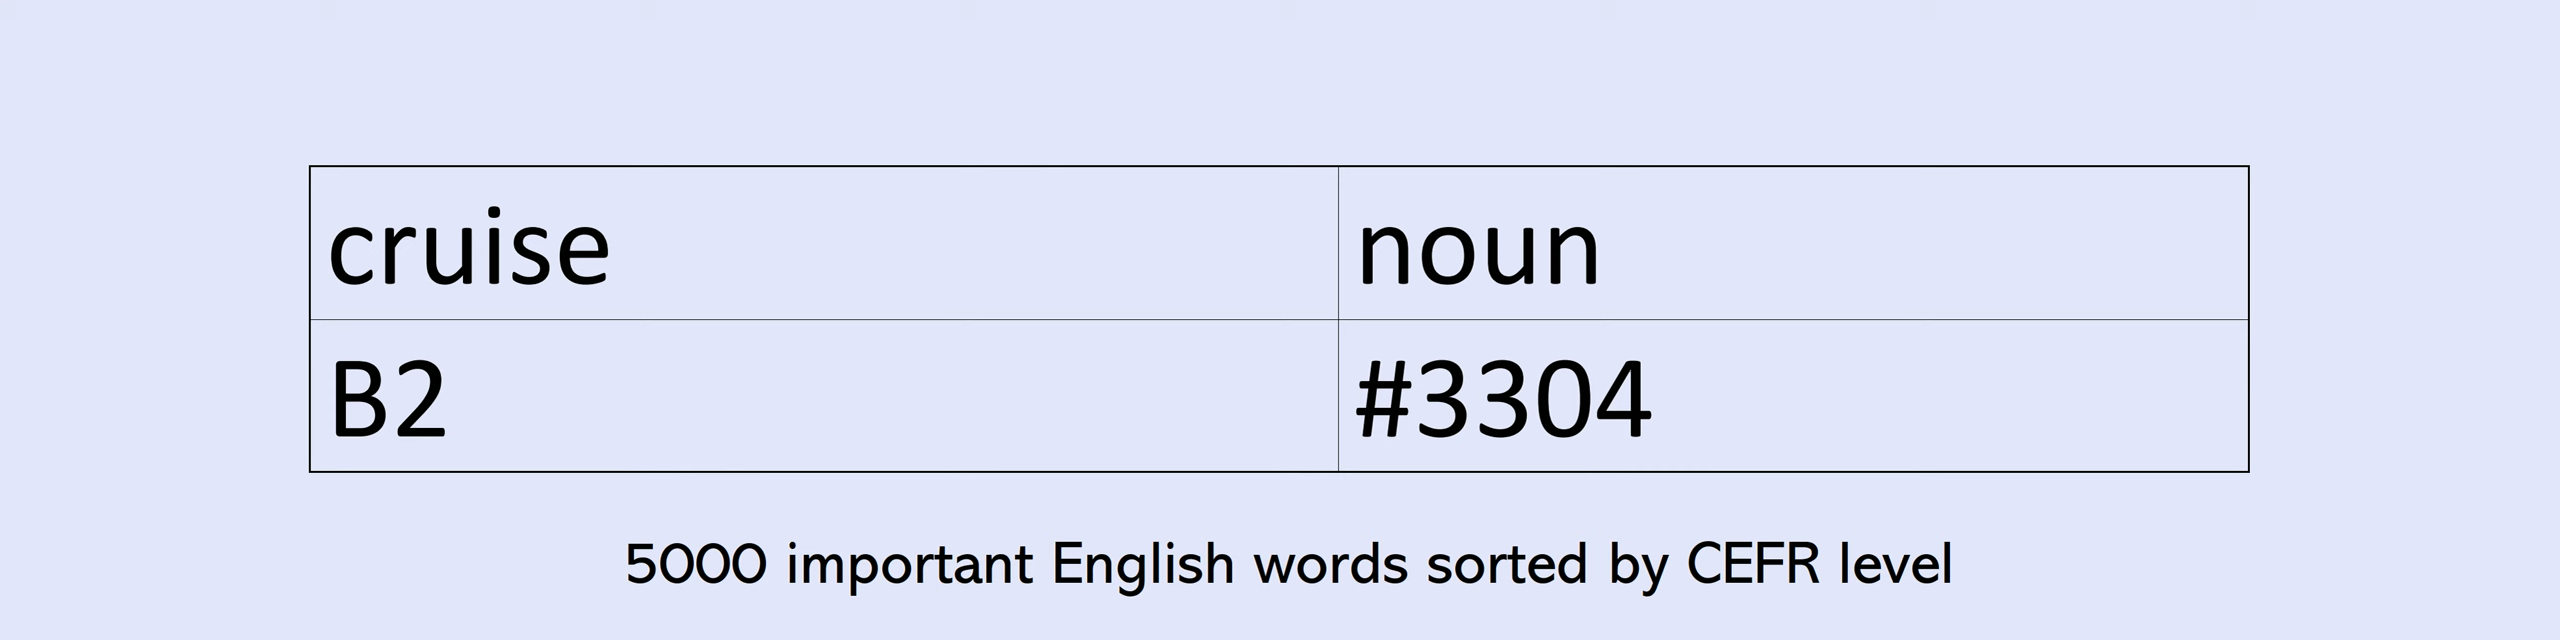 cruise noun
B2 #3304
5000 important English words sorted by CEFR level